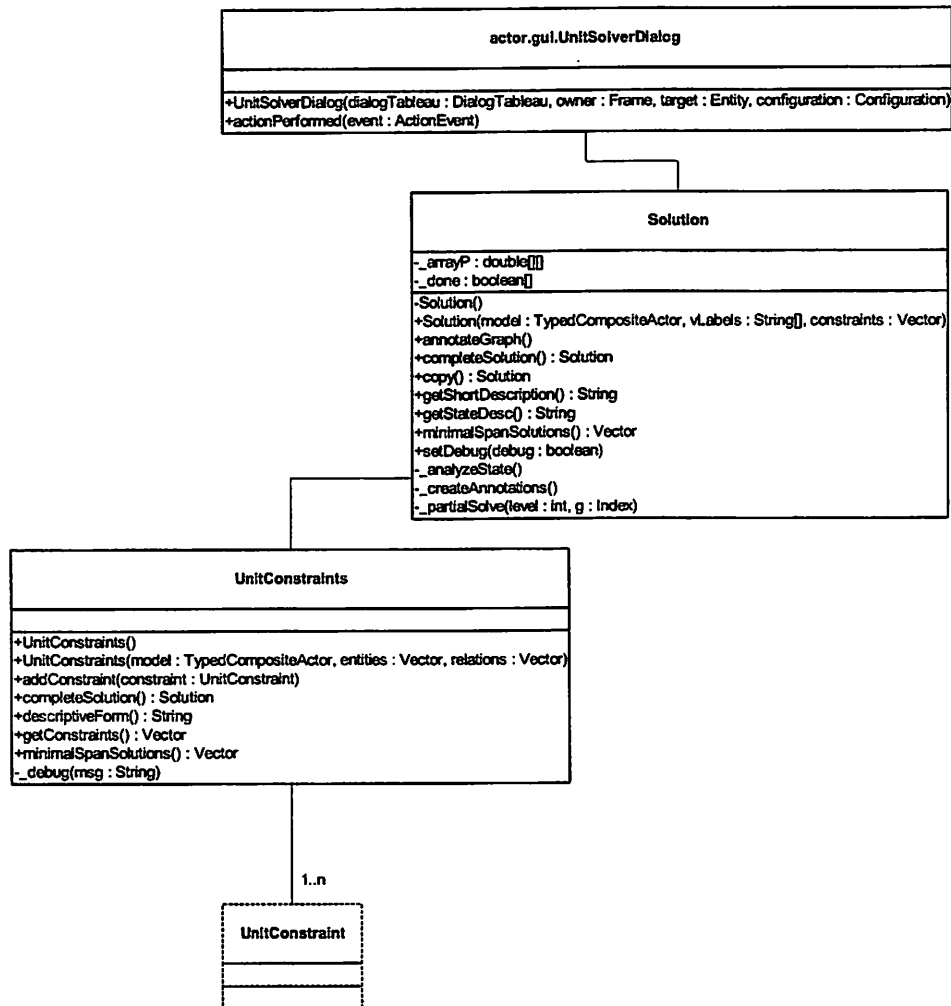 actor.gui.UnitSolverDialog
+UnitSolverDialog(dialogTableau : DialogTableau, owner : Frame, target : Entity, configuration : Configuration)
+actionPerformed(event : ActionEvent)
Solution
-_arrayP : double[][]
-_done : boolean[]
-Solution()
+Solution(model : TypedCompositeActor, vLabels : String[], constraints : Vector)
+annotateGraph()
+completeSolution() : Solution
+copy() : Solution
+getShortDescription() : String
+getStateDesc() : String
+minimalSpanSolutions() : Vector
+setDebug(debug : boolean)
-_analyzeState()
-_createAnnotations()
-_partialSolve(level : int, g : Index)
UnitConstraints
+UnitConstraints()
+UnitConstraints(model : TypedCompositeActor, entities : Vector, relations : Vector)
+addConstraint(constraint : UnitConstraint)
+completeSolution() : Solution
+descriptiveForm() : String
+getConstraints() : Vector
+minimalSpanSolutions() : Vector
-_debug(msg : String)
1..n
UnitConstraint